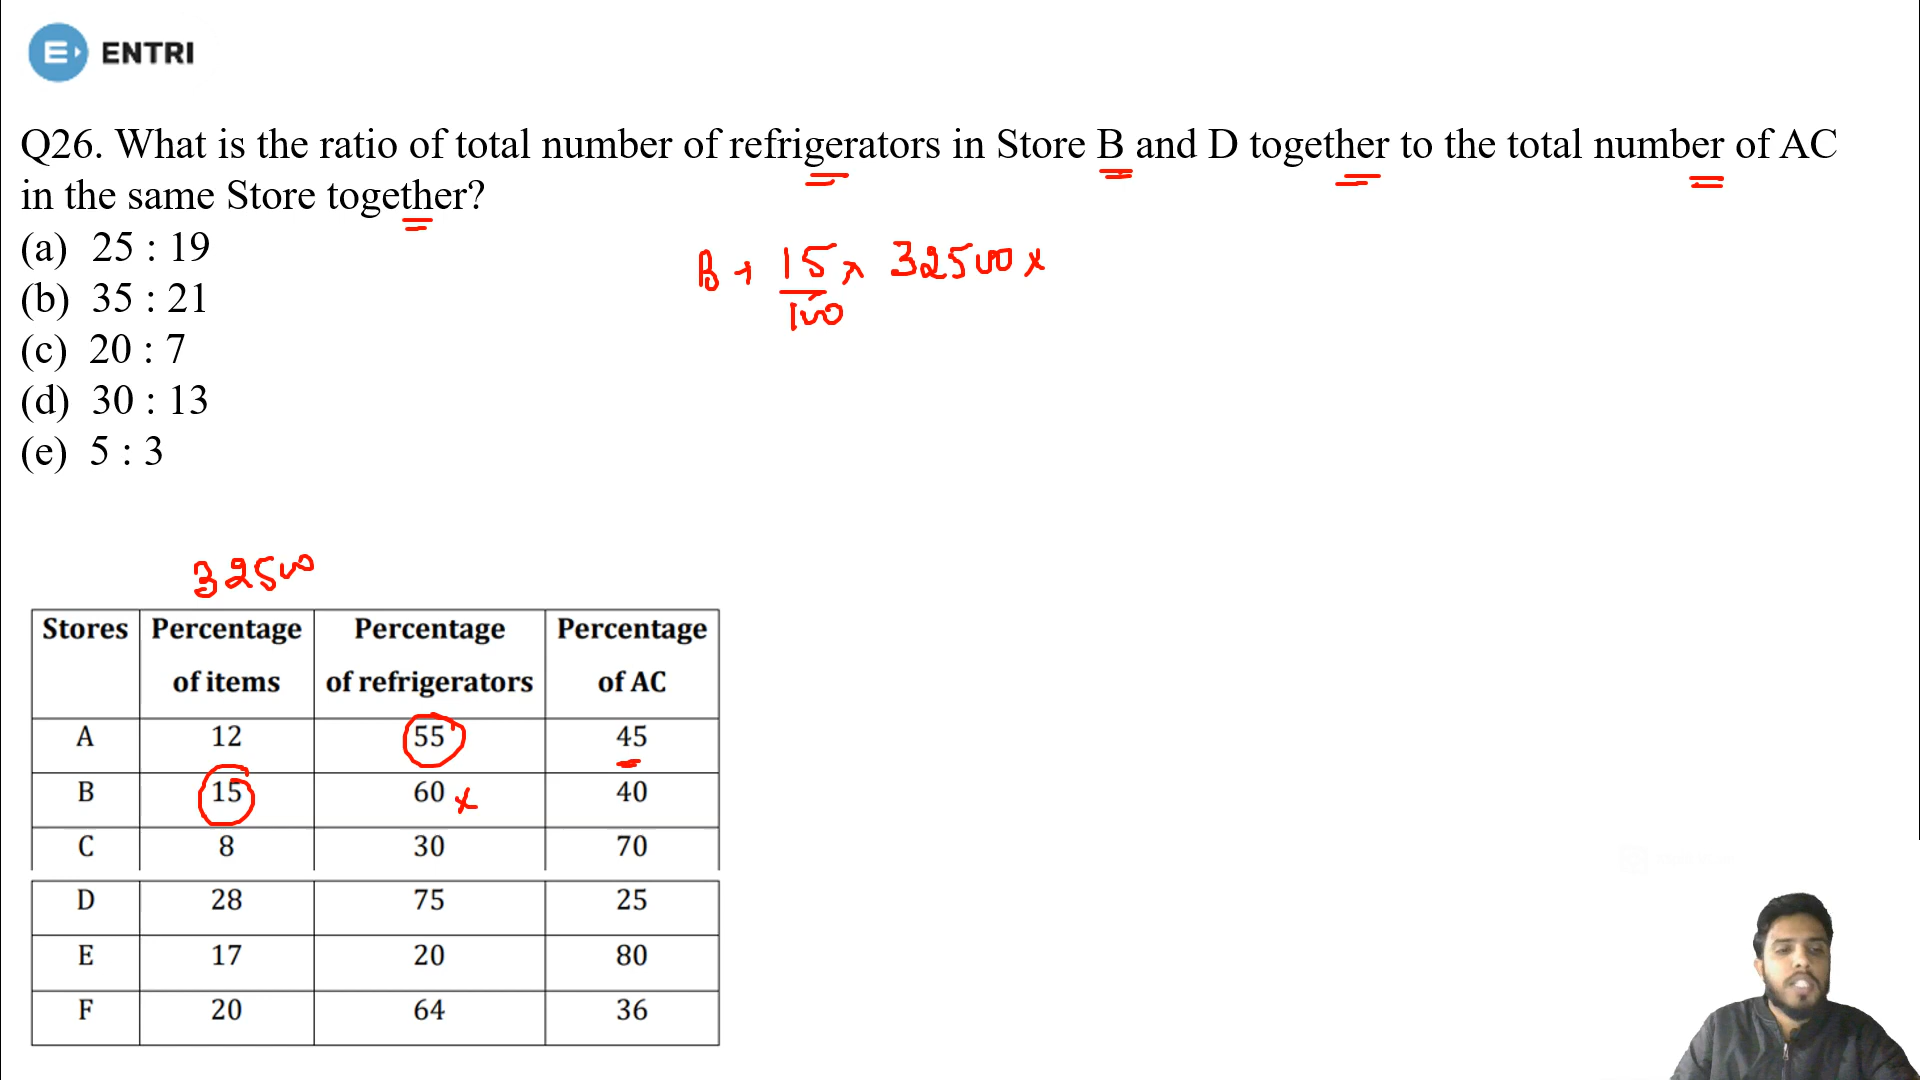 ENTRI
Q26. What is the ratio of total number of refrigerators in Store B and D together to the total number of AC
in the same Store together?
(a) 25 : 19
(b) 35 : 21
(c) 20 : 7
(d) 30 : 13
(e) 5 : 3
B + 15/100 × 32500 ×
32500
Stores Percentage of items Percentage of refrigerators Percentage of AC
A 12 55 45
B 15 60 × 40
C 8 30 70
D 28 75 25
E 17 20 80
F 20 64 36